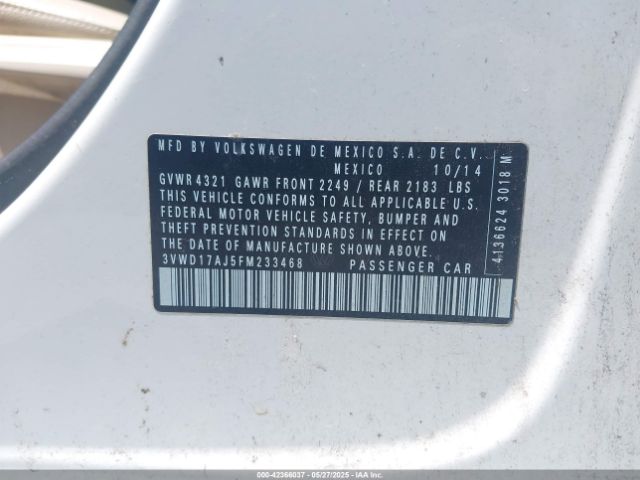 MFD BY VOLKSWAGEN DE MEXICO S.A. DE C.V.
MEXICO 10/14
GVWR 4321 GAWR FRONT 2249 / REAR 2183 LBS
THIS VEHICLE CONFORMS TO ALL APPLICABLE U.S.
FEDERAL MOTOR VEHICLE SAFETY, BUMPER AND
THEFT PREVENTION STANDARDS IN EFFECT ON
THE DATE OF MANUFACTURE SHOWN ABOVE.
3VWD17AJ5FM233468 PASSENGER CAR
4136624 3018 M
000-42366037 - 05/27/2025 - COPYRIGHT IAA, LLC.